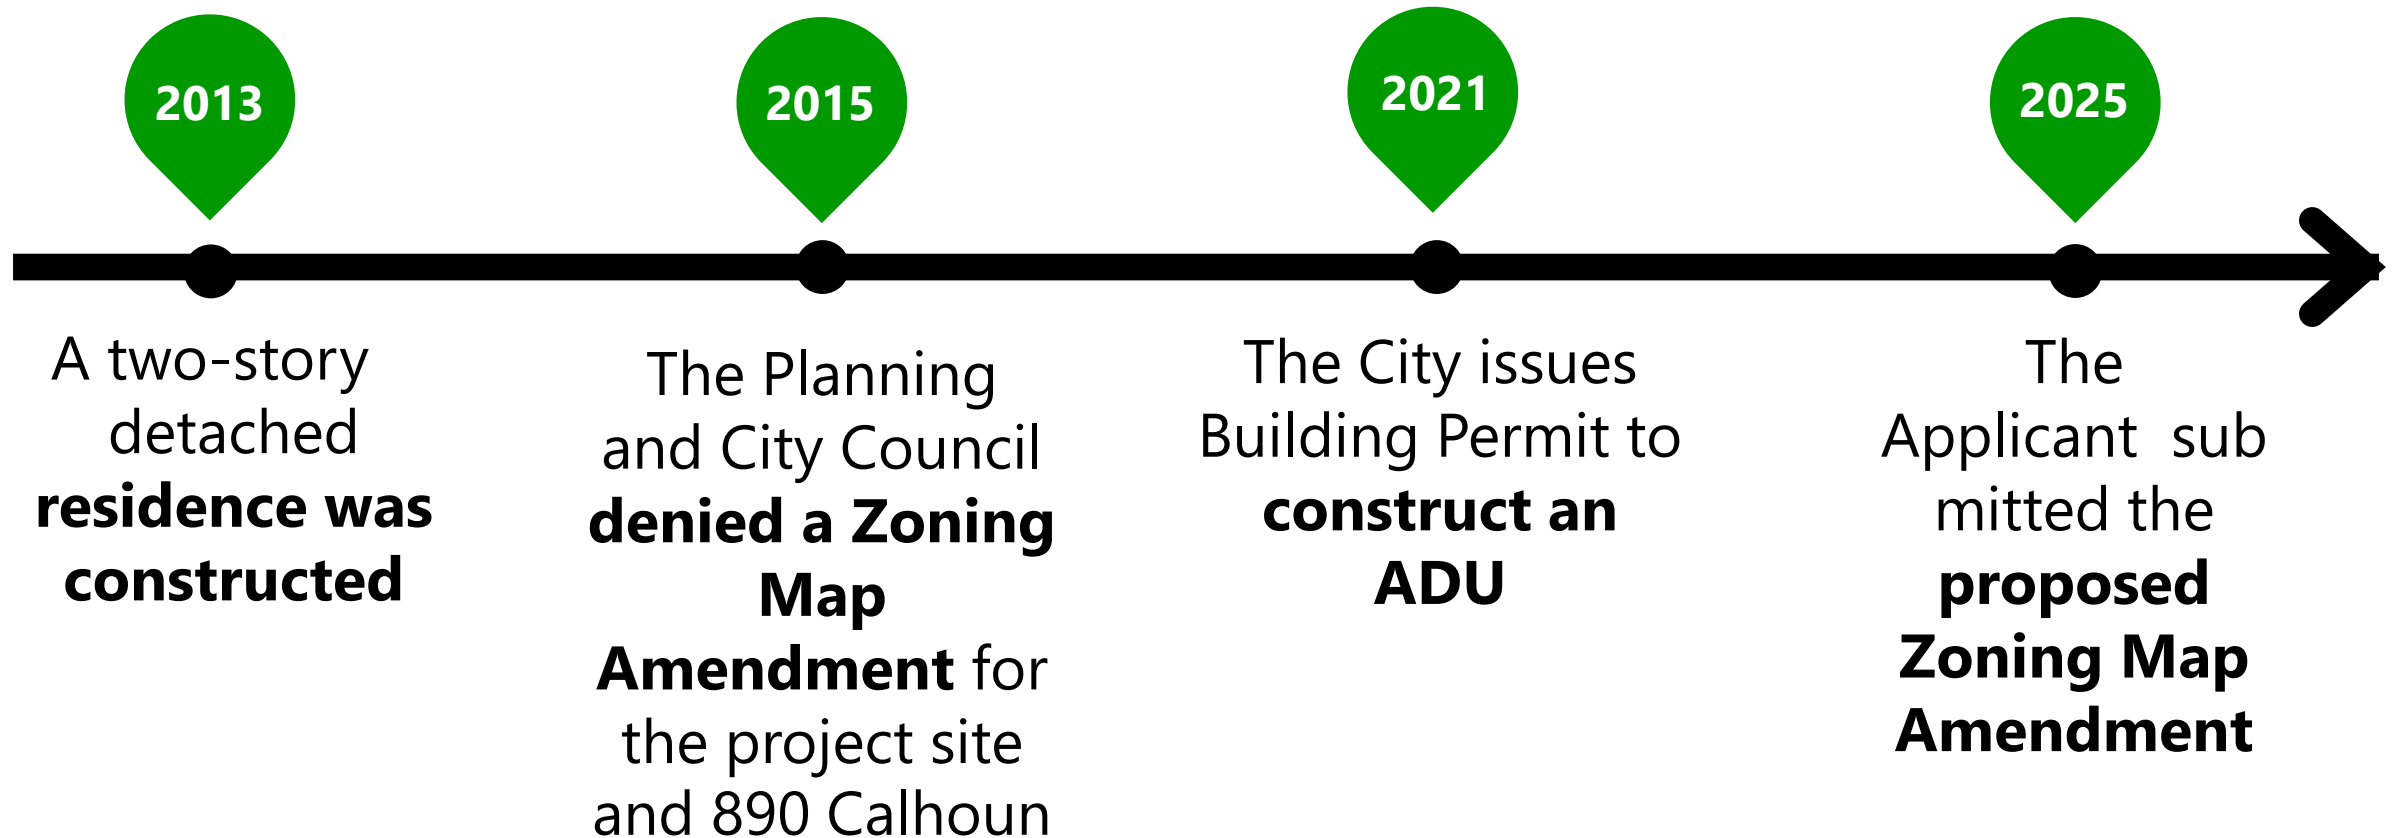 2013
A two-story
detached
residence was
constructed
2015
The Planning
and City Council
denied a Zoning
Map
Amendment for
the project site
and 890 Calhoun
2021
The City issues
Building Permit to
construct an
ADU
2025
The
Applicant  sub
mitted the
proposed
Zoning Map
Amendment